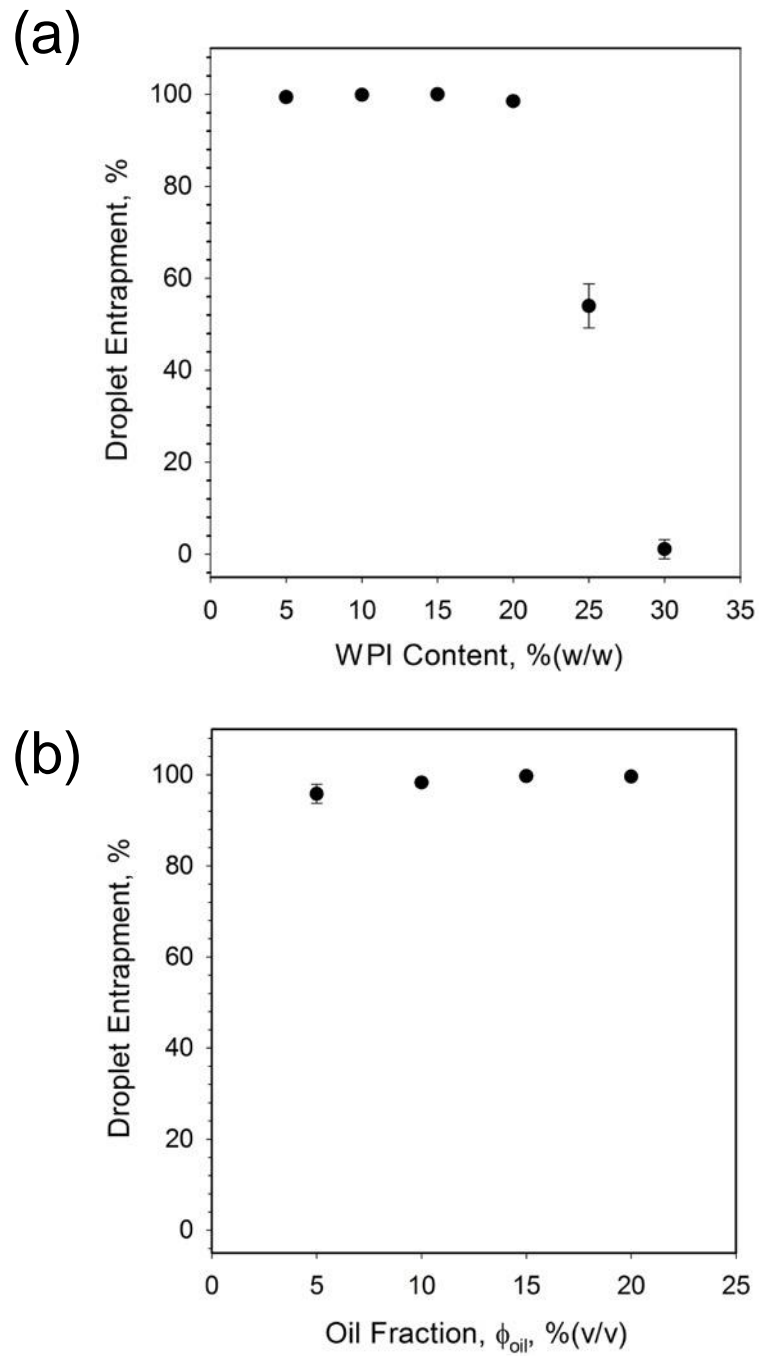 (a)
Droplet Entrapment, %
100
80
60
40
20
0
0 5 10 15 20 25 30 35
WPI Content, %(w/w)
(b)
Droplet Entrapment, %
100
80
60
40
20
0
0 5 10 15 20 25
Oil Fraction, ϕoil, %(v/v)